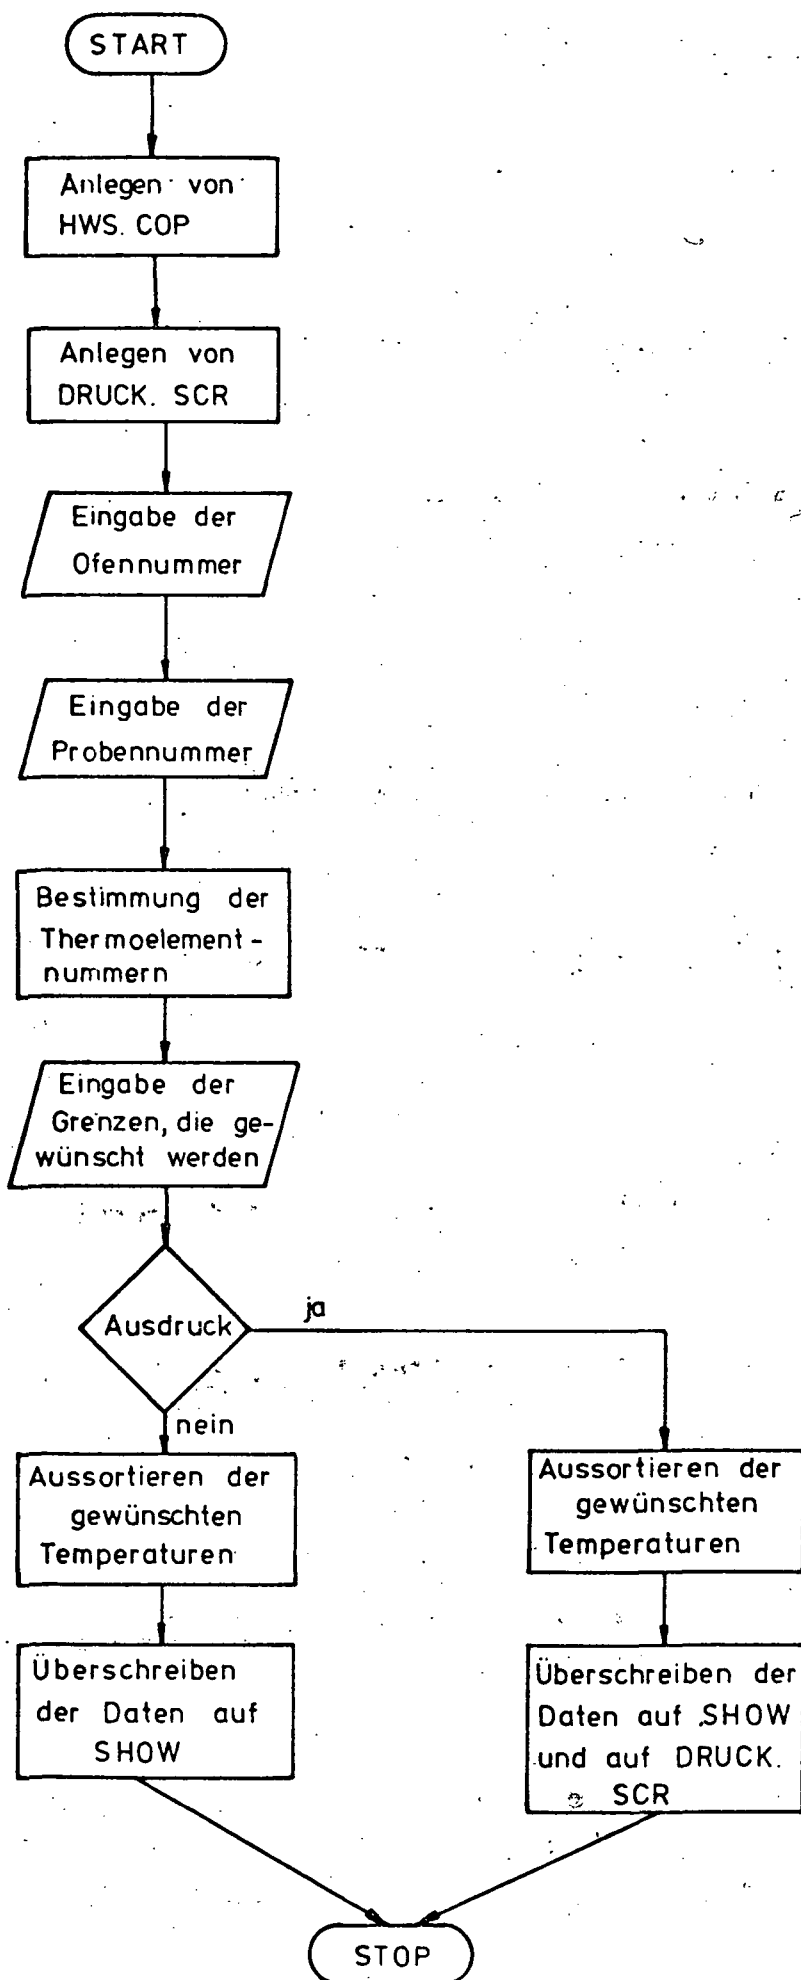 START
Anlegen von
HWS. COP
Anlegen von
DRUCK. SCR
Eingabe der
Ofennummer
Eingabe der
Probennummer
Bestimmung der
Thermoelement-
nummern
Eingabe der
Grenzen, die ge-
wünscht werden
Ausdruck
ja
nein
Aussortieren der
gewünschten
Temperaturen
Überschreiben
der Daten auf
SHOW
Aussortieren der
gewünschten
Temperaturen
Überschreiben der
Daten auf SHOW
und auf DRUCK.
SCR
STOP